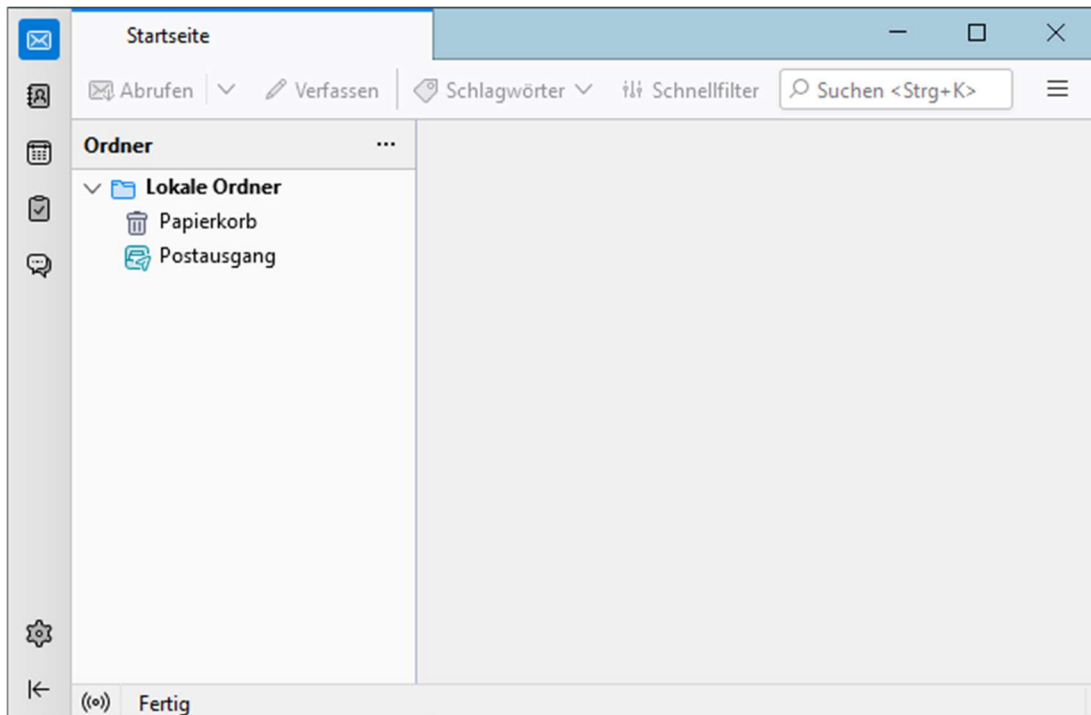 Startseite
Abrufen Verfassen Schlagwörter Schnellfilter Suchen <Strg+K>
Ordner
Lokale Ordner
Papierkorb
Postausgang
Fertig